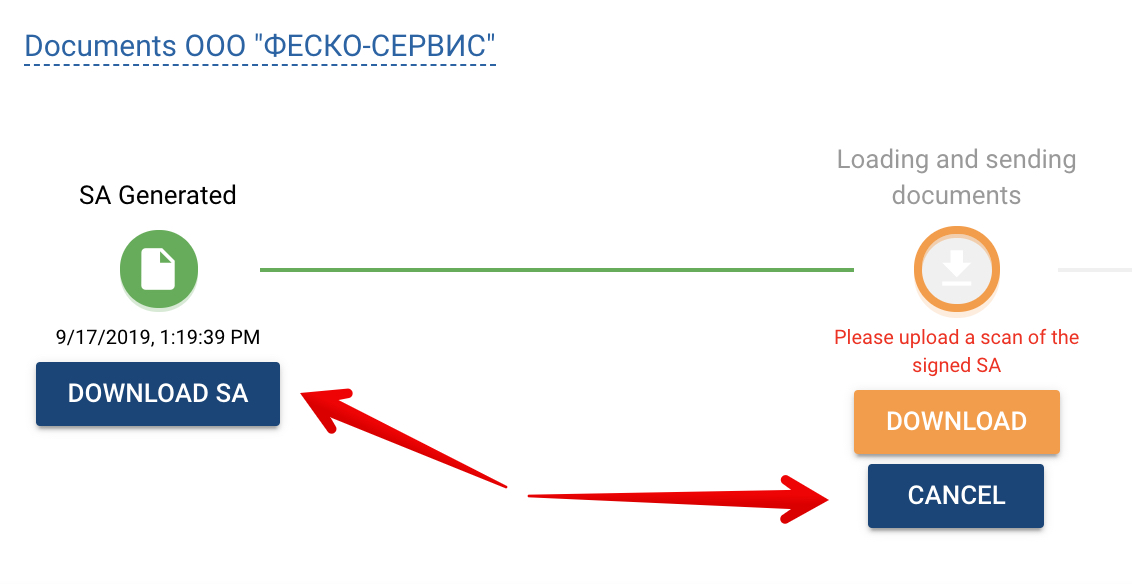 Documents ООО "ФЕСКО-СЕРВИС"
SA Generated
9/17/2019, 1:19:39 PM
DOWNLOAD SA
Loading and sending
documents
Please upload a scan of the
signed SA
DOWNLOAD
CANCEL